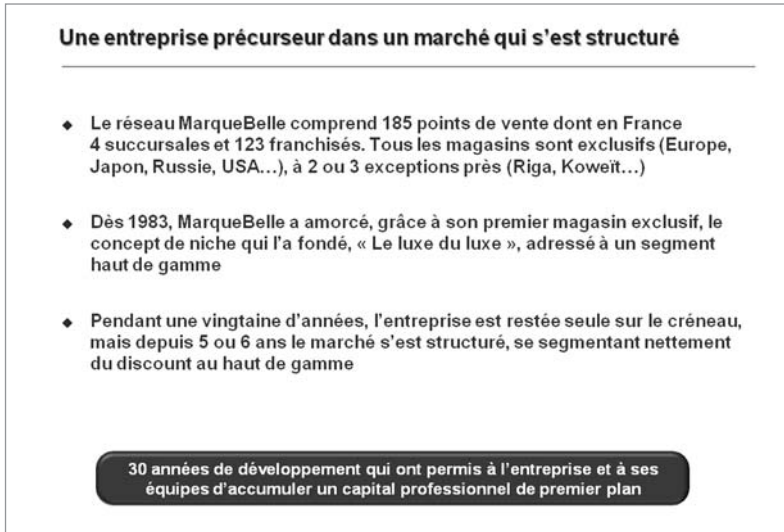 Une entreprise précurseur dans un marché qui s'est structuré
◆ Le réseau MarqueBelle comprend 185 points de vente dont en France
4 succursales et 123 franchisés. Tous les magasins sont exclusifs (Europe,
Japon, Russie, USA…), à 2 ou 3 exceptions près (Riga, Koweït…)
◆ Dès 1983, MarqueBelle a amorcé, grâce à son premier magasin exclusif, le
concept de niche qui l'a fondé, « Le luxe du luxe », adressé à un segment
haut de gamme
◆ Pendant une vingtaine d'années, l'entreprise est restée seule sur le créneau,
mais depuis 5 ou 6 ans le marché s'est structuré, se segmentant nettement
du discount au haut de gamme
30 années de développement qui ont permis à l'entreprise et à ses
équipes d'accumuler un capital professionnel de premier plan